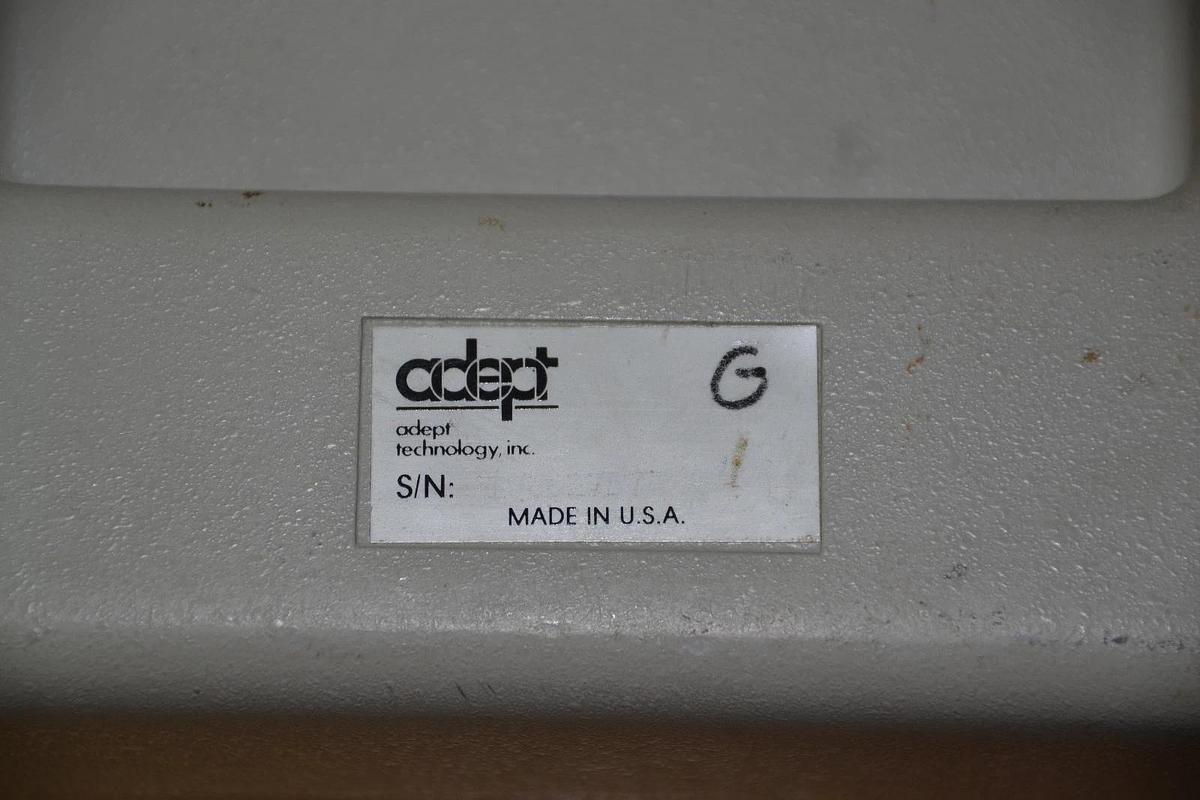 adept
G
adept
technology, inc.
S/N:
MADE IN U.S.A.